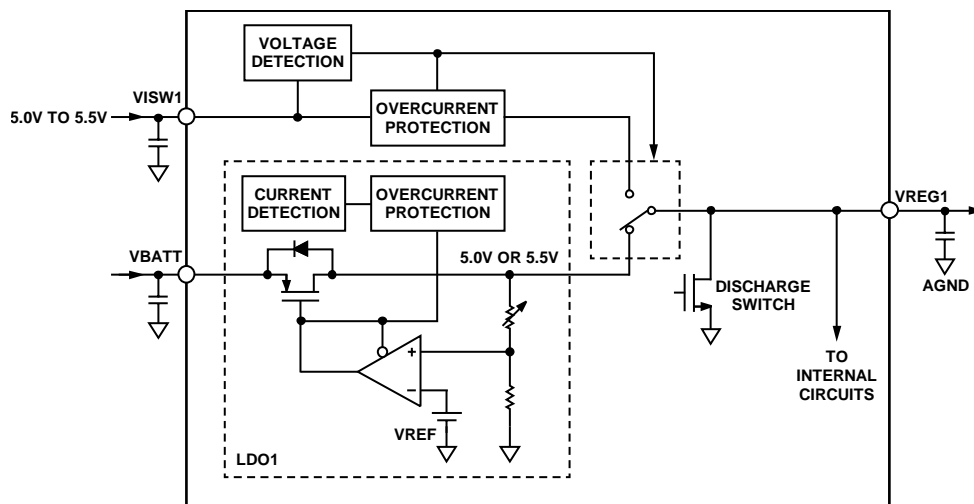 VOLTAGE
DETECTION
VISW1
5.0V TO 5.5V
OVERCURRENT
PROTECTION
CURRENT
DETECTION
OVERCURRENT
PROTECTION
VREG1
VBATT
5.0V OR 5.5V
DISCHARGE
SWITCH
AGND
+
–
TO
INTERNAL
CIRCUITS
VREF
LDO1